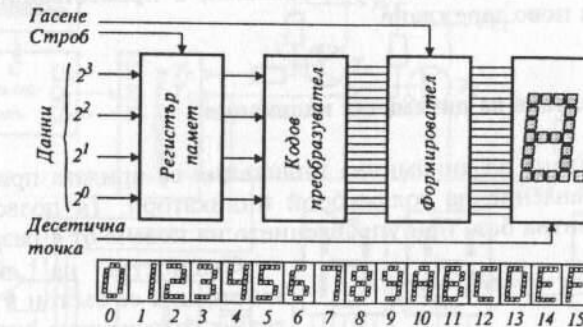 Гасене
Строб
Данни
2³
2²
2¹
2⁰
Регистър
памет
Кодов
преобразувател
Формировател
Десетична
0 1 2 3 4 5 6 7 8 9 A B C D E F
0 1 2 3 4 5 6 7 8 9 10 11 12 13 14 15